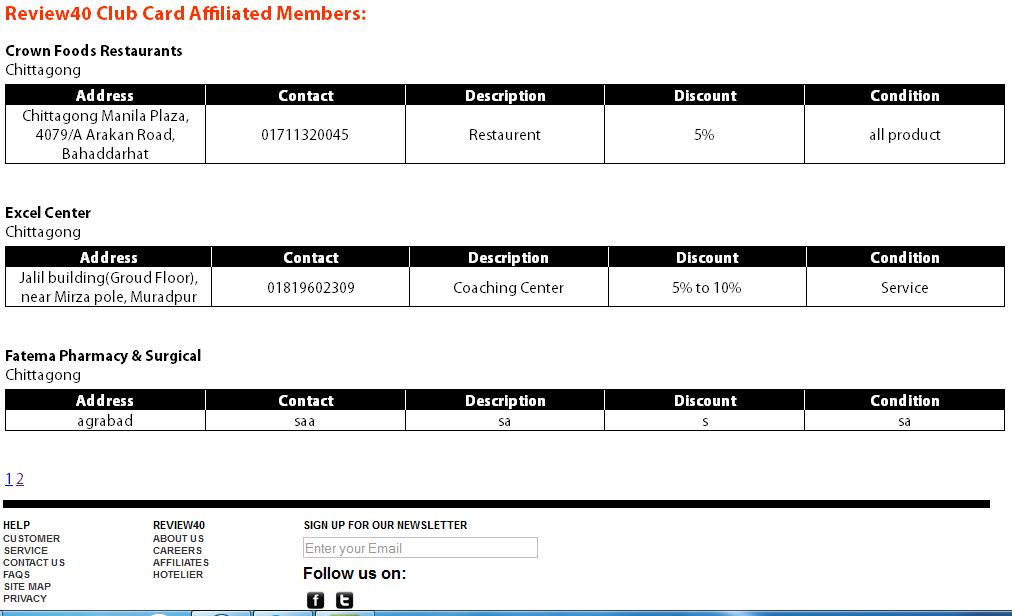 Review40 Club Card Affiliated Members:
Crown Foods Restaurants
Chittagong
Address Contact Description Discount Condition
Chittagong Manila Plaza,
4079/A Arakan Road, 01711320045 Restaurent 5% all product
Bahaddarhat
Excel Center
Chittagong
Address Contact Description Discount Condition
Jalil building(Groud Floor),
near Mirza pole, Muradpur 01819602309 Coaching Center 5% to 10% Service
Fatema Pharmacy & Surgical
Chittagong
Address Contact Description Discount Condition
agrabad saa sa s sa
1 2
HELP
CUSTOMER
SERVICE
CONTACT US
FAQS
SITE MAP
PRIVACY
REVIEW40
ABOUT US
CAREERS
AFFILIATES
HOTELIER
SIGN UP FOR OUR NEWSLETTER
Enter your Email
Follow us on:
f t